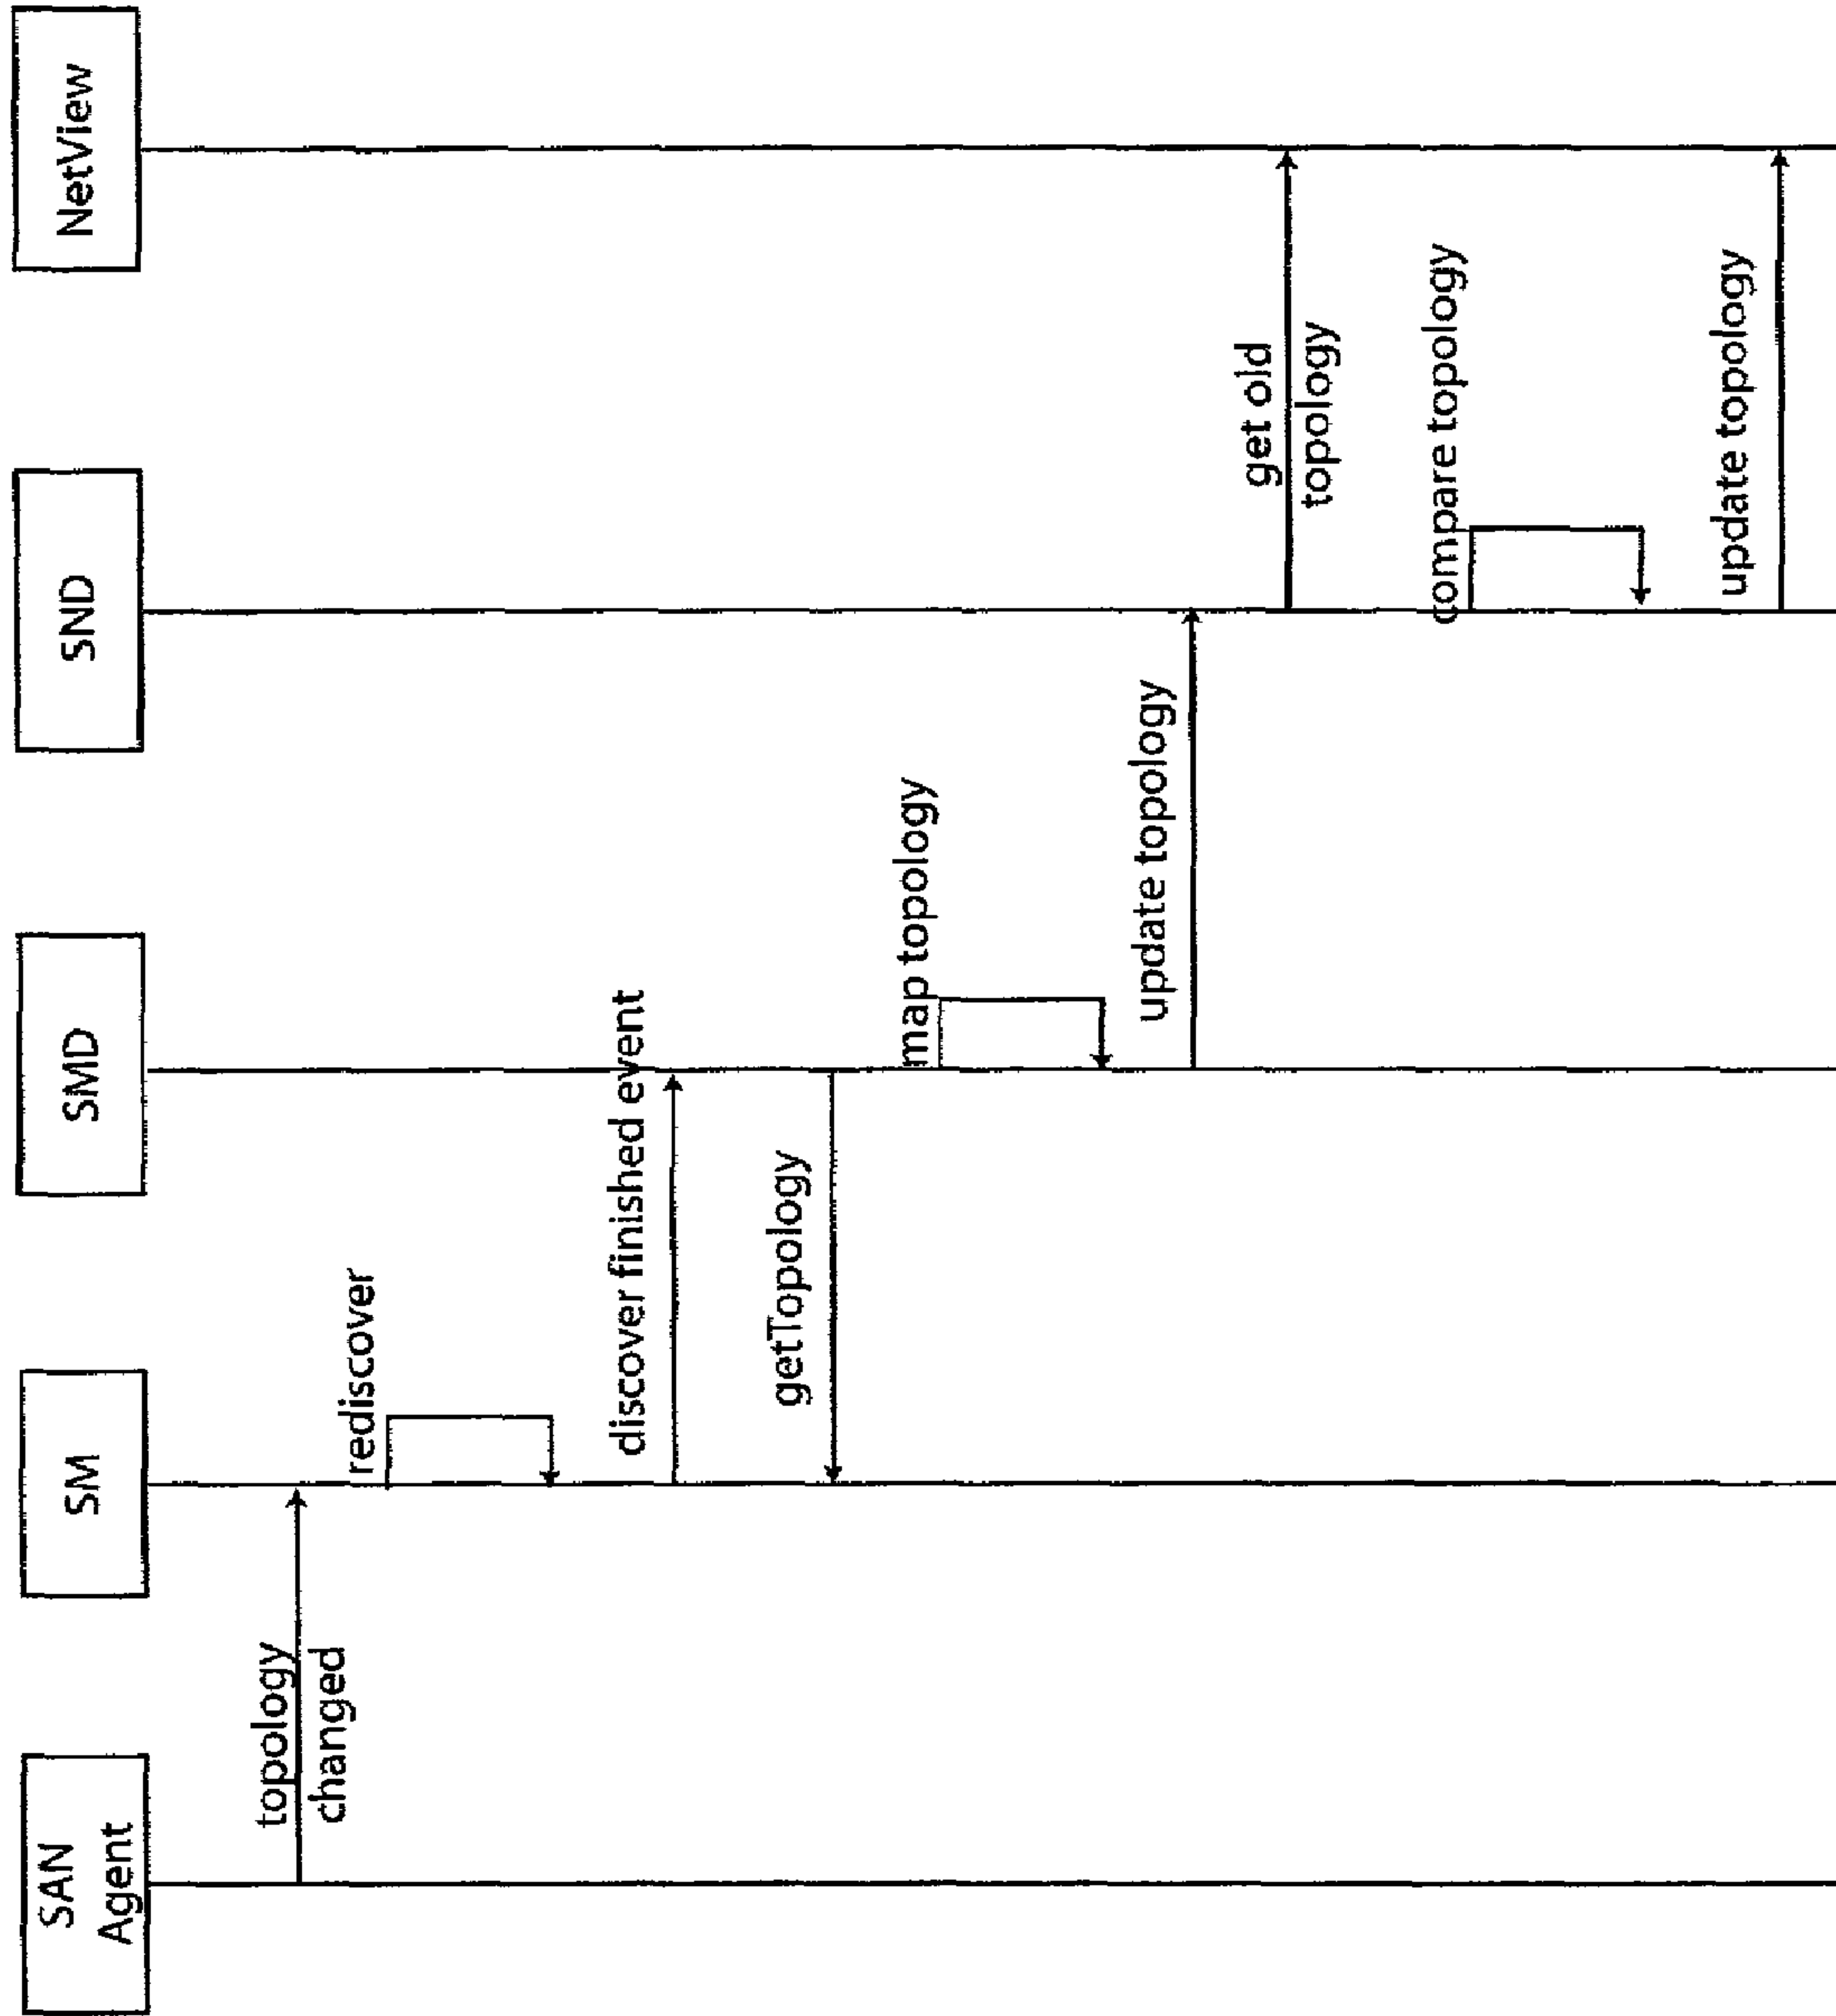 SAN
Agent
SM
SMD
SND
NetView
topology
changed
rediscover
discover finished event
getTopology
map topology
update topology
get old
topology
compare topology
update topology